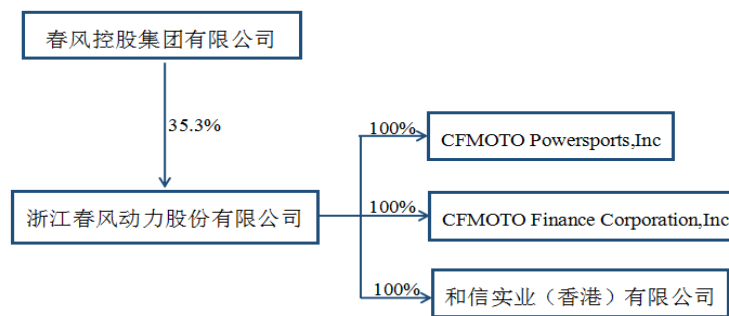 春风控股集团有限公司
35.3%
100%
CFMOTO Powersports,Inc
浙江春风动力股份有限公司
100%
CFMOTO Finance Corporation,Inc
100%
和信实业（香港）有限公司